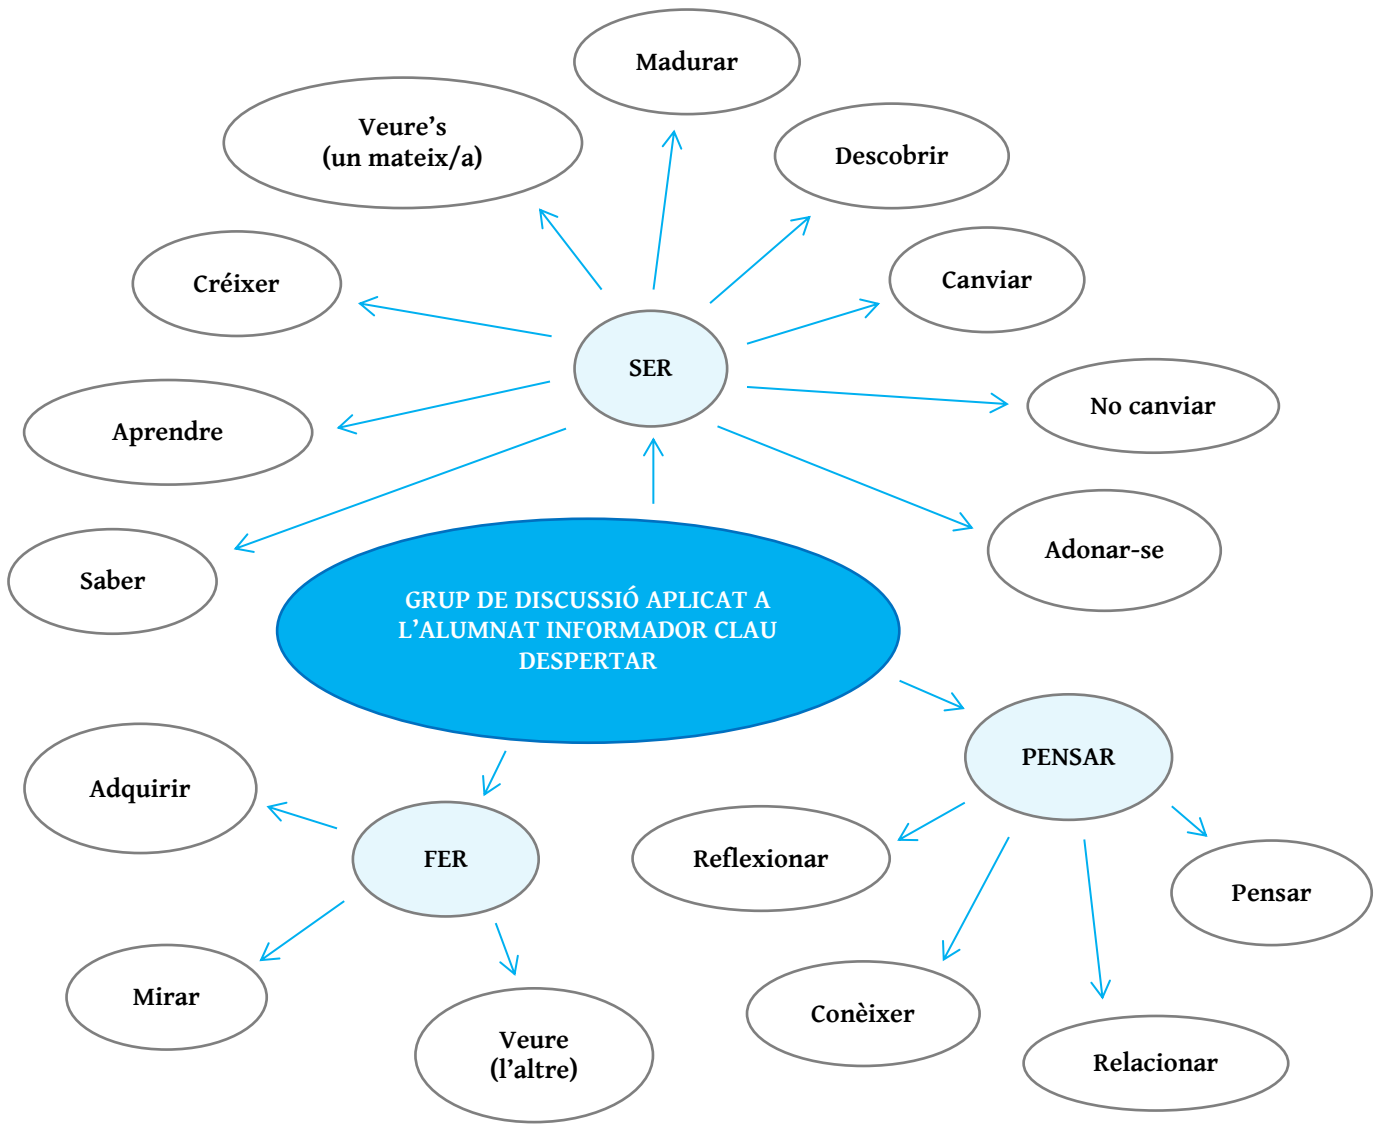 Madurar
Veure’s
(un mateix/a)
Descobrir
Créixer
Canviar
SER
No canviar
Aprendre
Adonar-se
Saber
GRUP DE DISCUSSIÓ APLICAT A
L’ALUMNAT INFORMADOR CLAU
DESPERTAR
PENSAR
Adquirir
FER
Reflexionar
Pensar
Mirar
Conèixer
Veure
(l’altre)
Relacionar